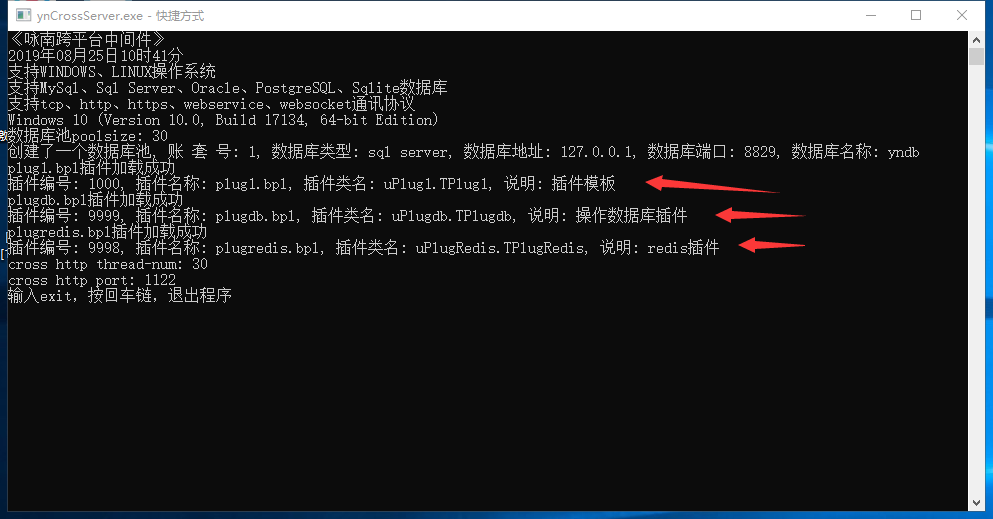 ynCrossServer.exe - 快捷方式
《咏南跨平台中间件》
2019年08月25日10时41分
支持WINDOWS、LINUX操作系统
支持MySql、Sql Server、Oracle、PostgreSQL、Sqlite数据库
支持tcp、http、https、webservice、websocket通讯协议
Windows 10 (Version 10.0, Build 17134, 64-bit Edition)
数据库池poolsize: 30
创建了一个数据库池, 账 套 号: 1, 数据库类型: sql server, 数据库地址: 127.0.0.1, 数据库端口: 8829, 数据库名称: yndb
plug1.bpl插件加载成功
插件编号: 1000, 插件名称: plug1.bpl, 插件类名: uPlug1.TPlug1, 说明: 插件模板
plugdb.bpl插件加载成功
插件编号: 9999, 插件名称: plugdb.bpl, 插件类名: uPlugdb.TPlugdb, 说明: 操作数据库插件
plugredis.bpl插件加载成功
插件编号: 9998, 插件名称: plugredis.bpl, 插件类名: uPlugRedis.TPlugRedis, 说明: redis插件
cross http thread-num: 30
cross http port: 1122
输入exit, 按回车链, 退出程序